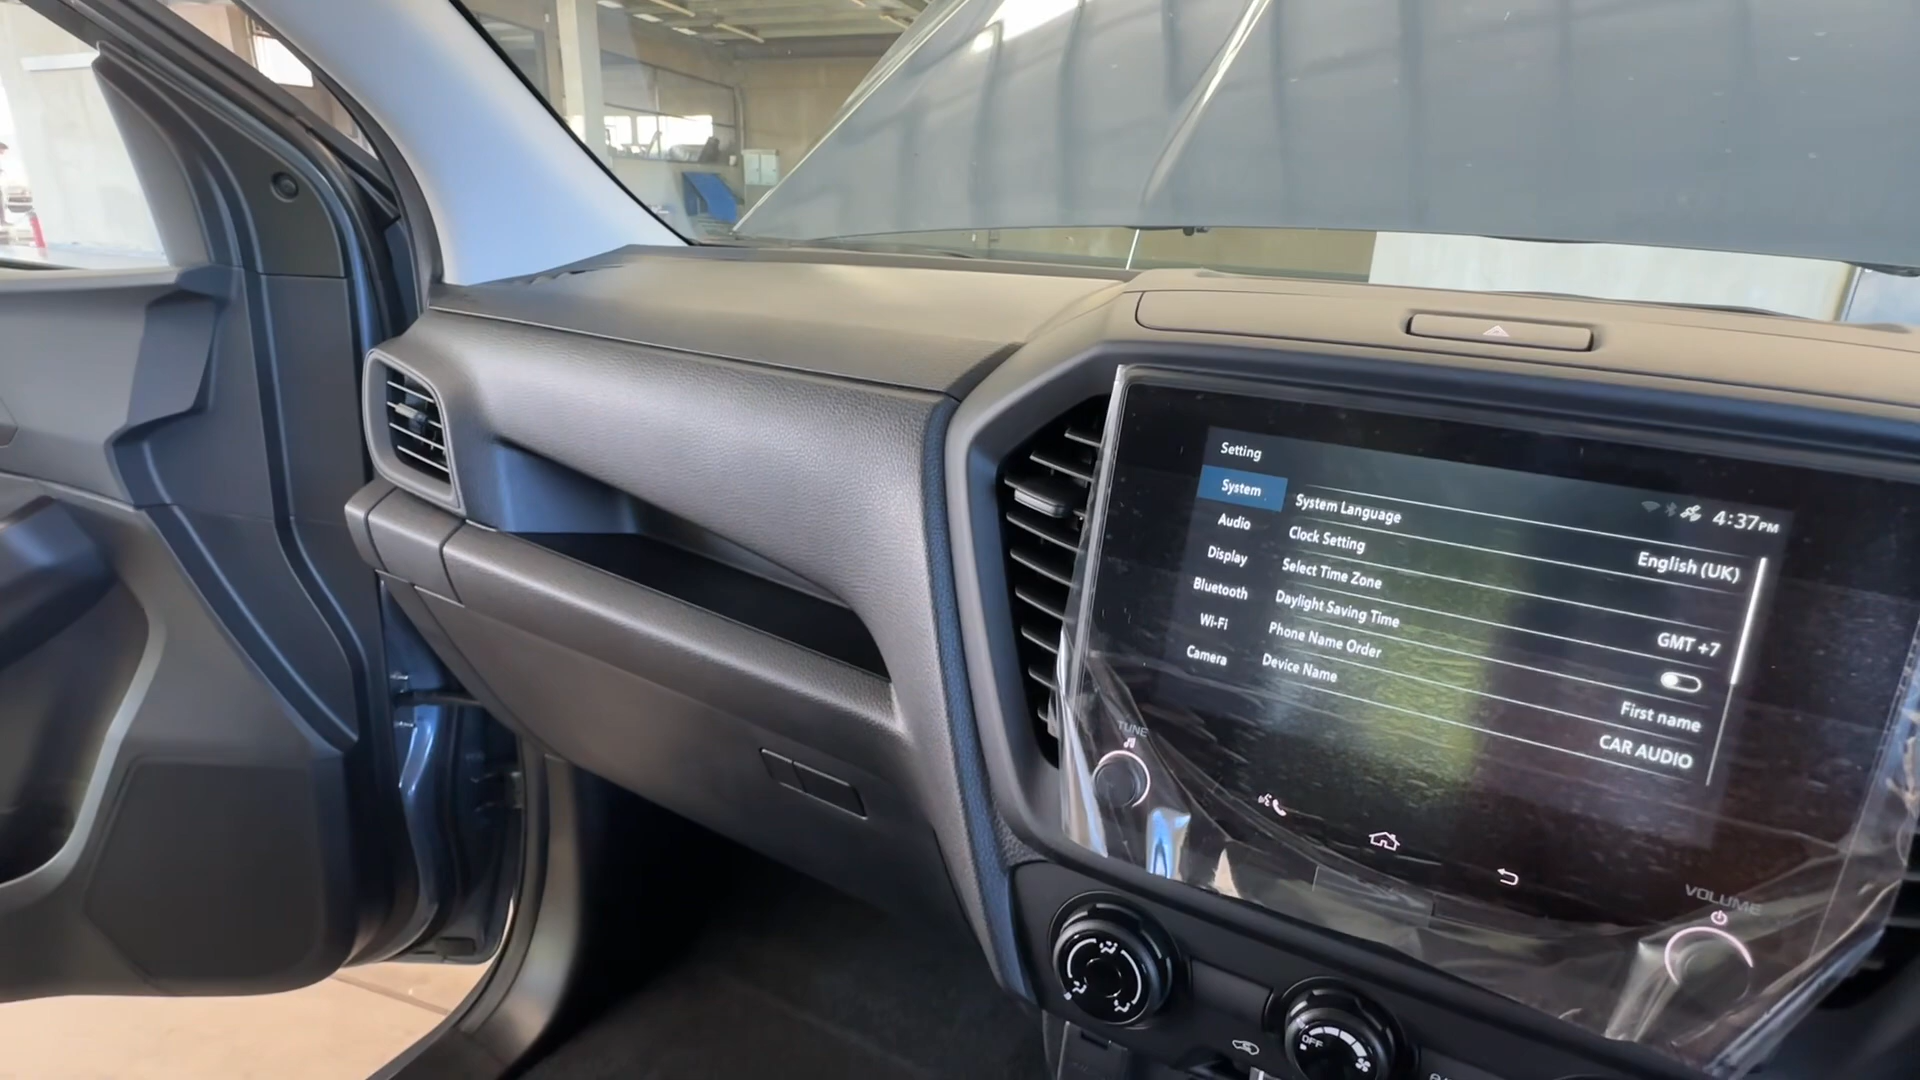 Setting
4:37PM
System
Audio
Display
Bluetooth
Wi-Fi
Camera
System Language English (UK)
Clock Setting
Select Time Zone GMT +7
Daylight Saving Time
Phone Name Order First name
Device Name CAR AUDIO
TUNE
VOLUME
OFF